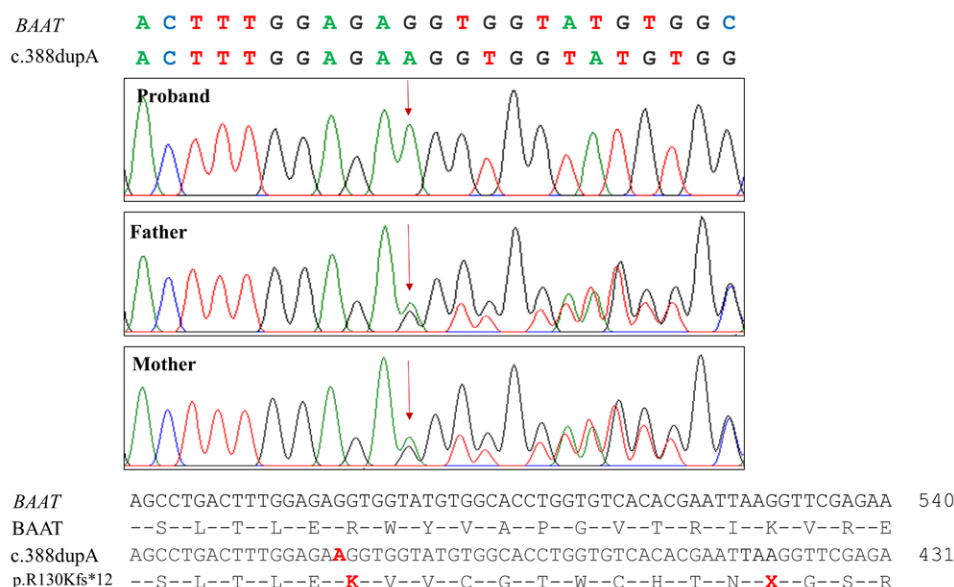 BAAT A C T T T G G A G A G G T G G T A T G T G G C
c.388dupA A C T T T G G A G A A G G T G G T A T G T G G
Proband
Father
Mother
BAAT AGCCTGACTTTGGAGAGGTGGTATGTGGCACCTGGTGTCACACGAATTAAGGTTCGAGAA 540
BAAT --S--L--T--L--E--R--W--Y--V--A--P--G--V--T--R--I--K--V--R--E
c.388dupA AGCCTGACTTTGGAGAAGGTGGTATGTGGCACCTGGTGTCACACGAATTAAGGTTCGAGA 431
p.R130Kfs*12 --S--L--T--L--E--K--V--V--C--G--T--W--C--H--T--N--X--G--S--R